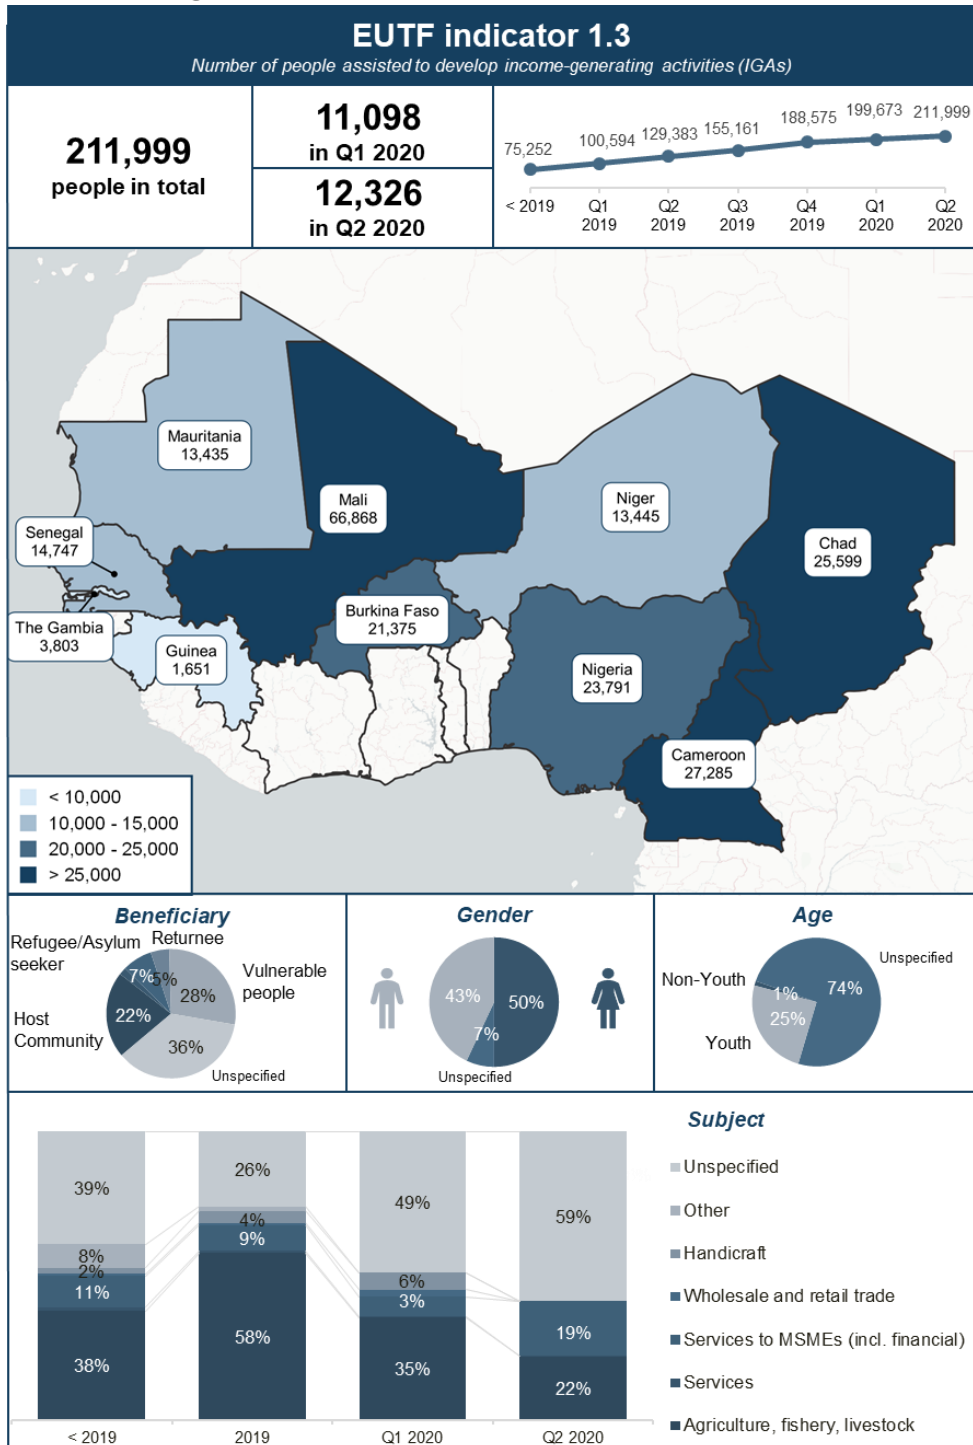 EUTF indicator 1.3
Number of people assisted to develop income-generating activities (IGAs)
211,999
people in total
11,098
in Q1 2020
12,326
in Q2 2020
75,252
100,594
129,383
155,161
188,575
199,673
211,999
< 2019
Q1
2019
Q2
2019
Q3
2019
Q4
2019
Q1
2020
Q2
2020
Mauritania
13,435
Mali
66,868
Niger
13,445
Chad
25,599
Senegal
14,747
The Gambia
3,803
Guinea
1,651
Burkina Faso
21,375
Nigeria
23,791
Cameroon
27,285
< 10,000
10,000 - 15,000
20,000 - 25,000
> 25,000
Beneficiary
Refugee/Asylum
seeker
Returnee
Vulnerable
people
Host
Community
Unspecified
7%
5%
28%
22%
36%
Gender
43%
50%
7%
Unspecified
Age
Unspecified
Non-Youth
Youth
74%
1%
25%
Subject
Unspecified
Other
Handicraft
Wholesale and retail trade
Services to MSMEs (incl. financial)
Services
Agriculture, fishery, livestock
39%
8%
2%
11%
38%
26%
4%
9%
58%
49%
6%
3%
35%
59%
19%
22%
< 2019
2019
Q1 2020
Q2 2020